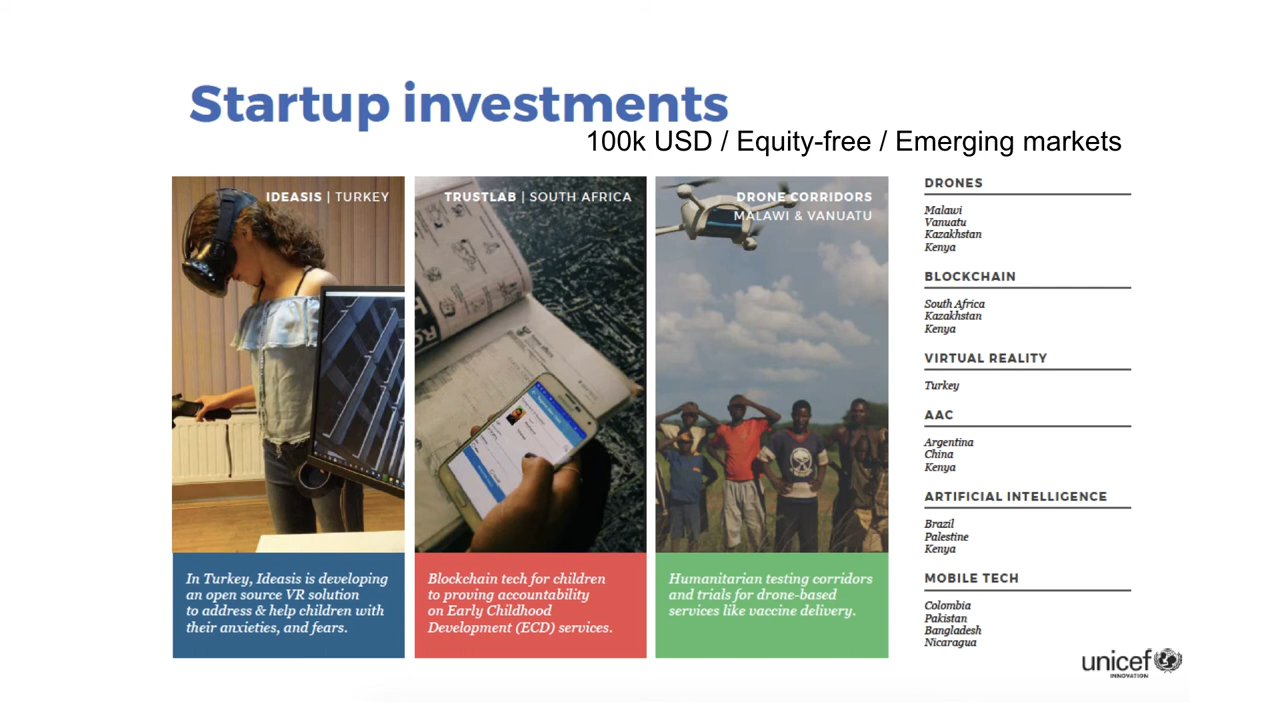 Startup investments
100k USD / Equity-free / Emerging markets
IDEASIS | TURKEY
In Turkey, Ideasis is developing
an open source VR solution
to address & help children with
their anxieties, and fears.
TRUSTLAB | SOUTH AFRICA
Blockchain tech for children
to proving accountability
on Early Childhood
Development (ECD) services.
DRONE CORRIDORS
MALAWI & VANUATU
Humanitarian testing corridors
and trials for drone-based
services like vaccine delivery.
DRONES
Malawi
Vanuatu
Kazakhstan
Kenya
BLOCKCHAIN
South Africa
Kazakhstan
Kenya
VIRTUAL REALITY
Turkey
AAC
Argentina
China
Kenya
ARTIFICIAL INTELLIGENCE
Brazil
Palestine
Kenya
MOBILE TECH
Colombia
Pakistan
Bangladesh
Nicaragua
unicef
INNOVATION